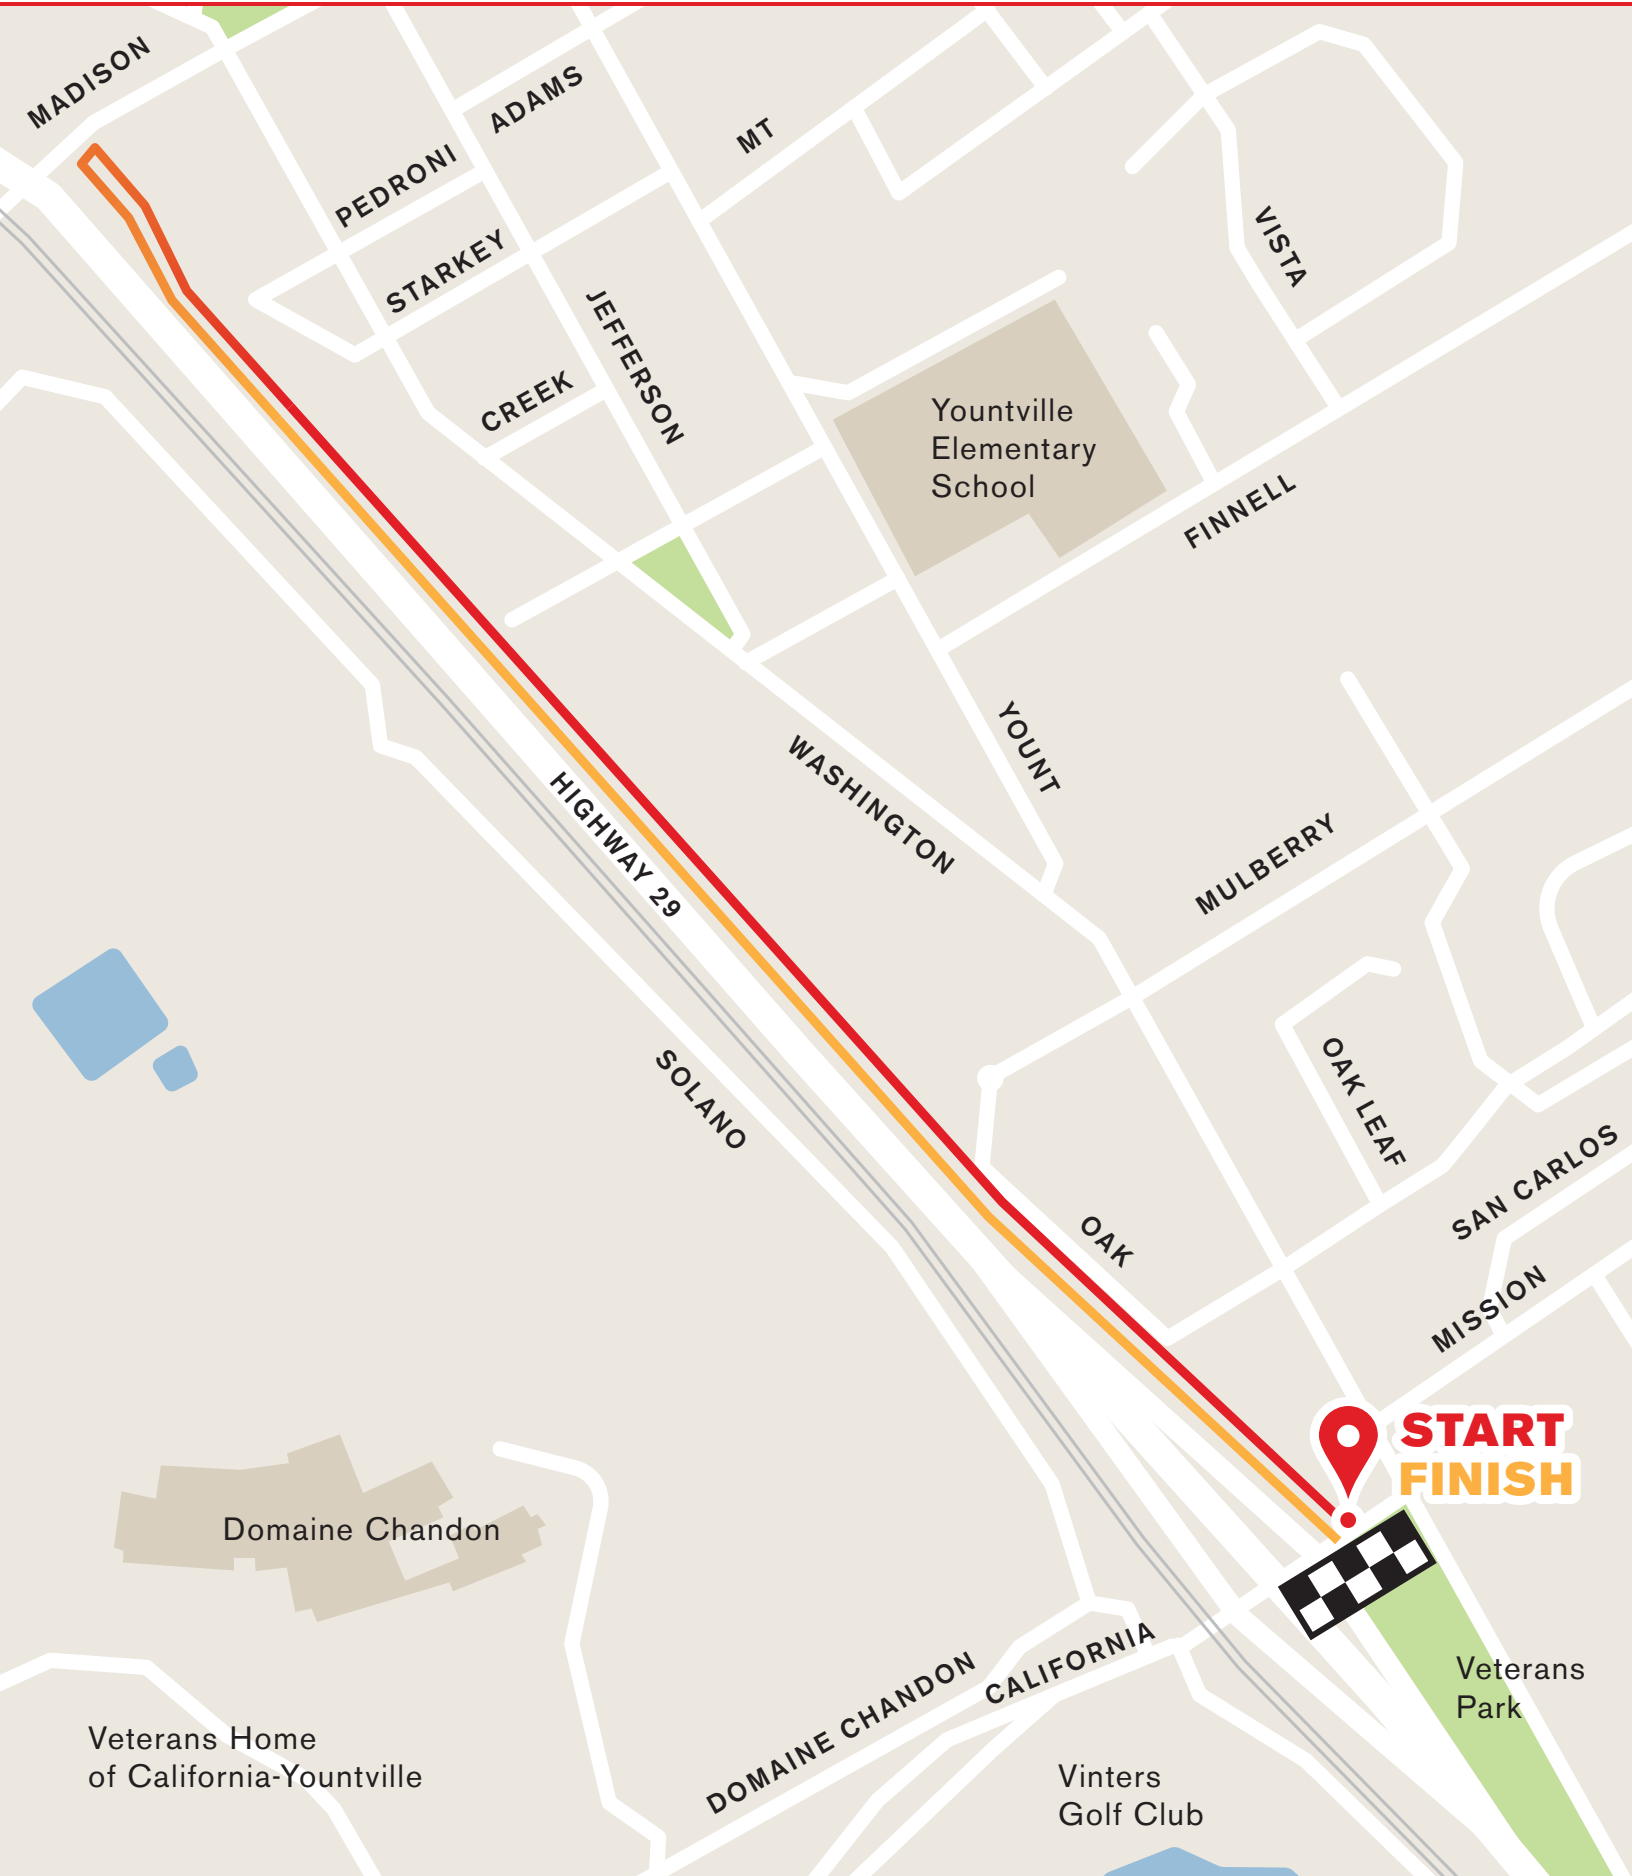 MADISON
ADAMS
MT
PEDRONI
STARKEY
VISTA
JEFFERSON
CREEK
Yountville
Elementary
School
FINNELL
YOUNT
WASHINGTON
HIGHWAY 29
MULBERRY
SOLANO
OAK LEAF
SAN CARLOS
OAK
MISSION
START
FINISH
Domaine Chandon
CALIFORNIA
DOMAINE CHANDON
Veterans
Park
Veterans Home
of California-Yountville
Vinters
Golf Club